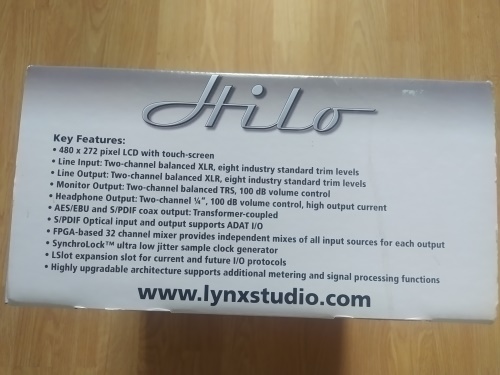 HiLo
Key Features:
• 480 x 272 pixel LCD with touch-screen
• Line Input: Two-channel balanced XLR, eight industry standard trim levels
• Line Output: Two-channel balanced XLR, eight industry standard trim levels
• Monitor Output: Two-channel balanced TRS, 100 dB volume control
• Headphone Output: Two-channel ¼", 100 dB volume control, high output current
• AES/EBU and S/PDIF coax output: Transformer-coupled
• S/PDIF Optical input and output supports ADAT I/O
• FPGA-based 32 channel mixer provides independent mixes of all input sources for each output
• SynchroLock™ ultra low jitter sample clock generator
• LSlot expansion slot for current and future I/O protocols
• Highly upgradable architecture supports additional metering and signal processing functions
www.lynxstudio.com